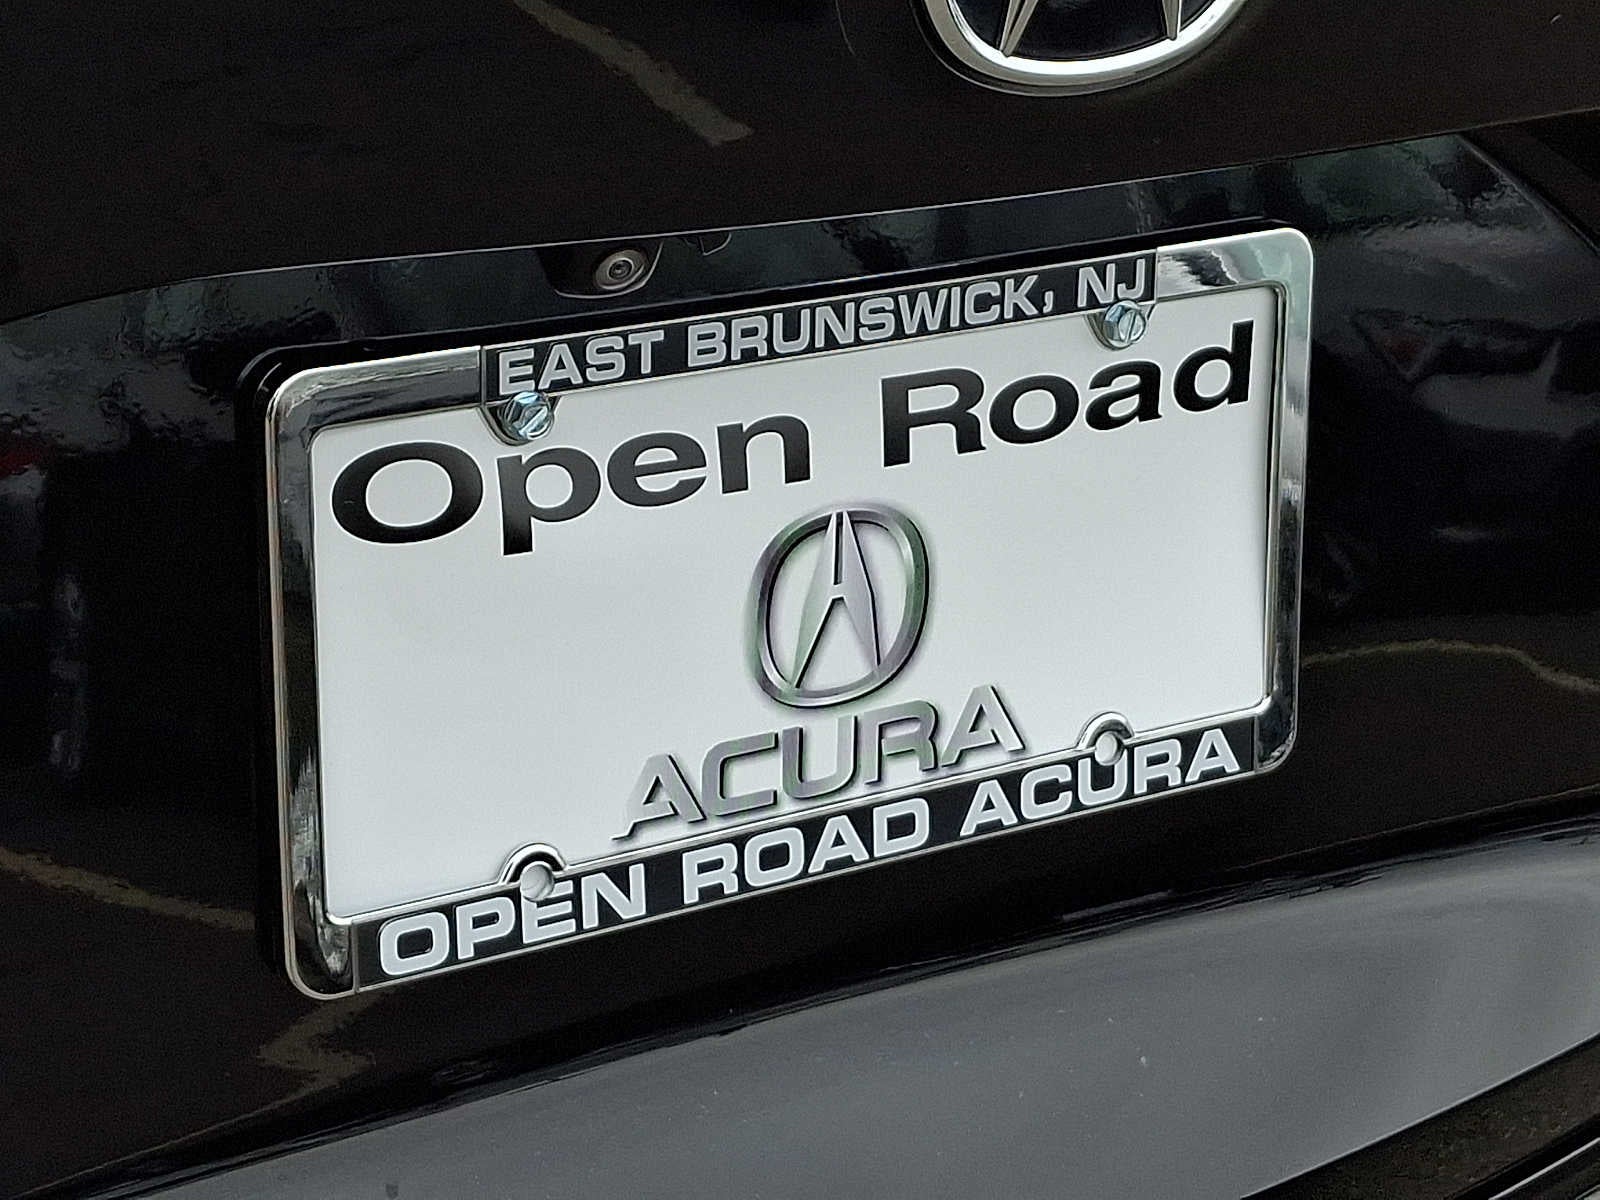 EAST BRUNSWICK, NJ
Open Road
ACURA
OPEN ROAD ACURA